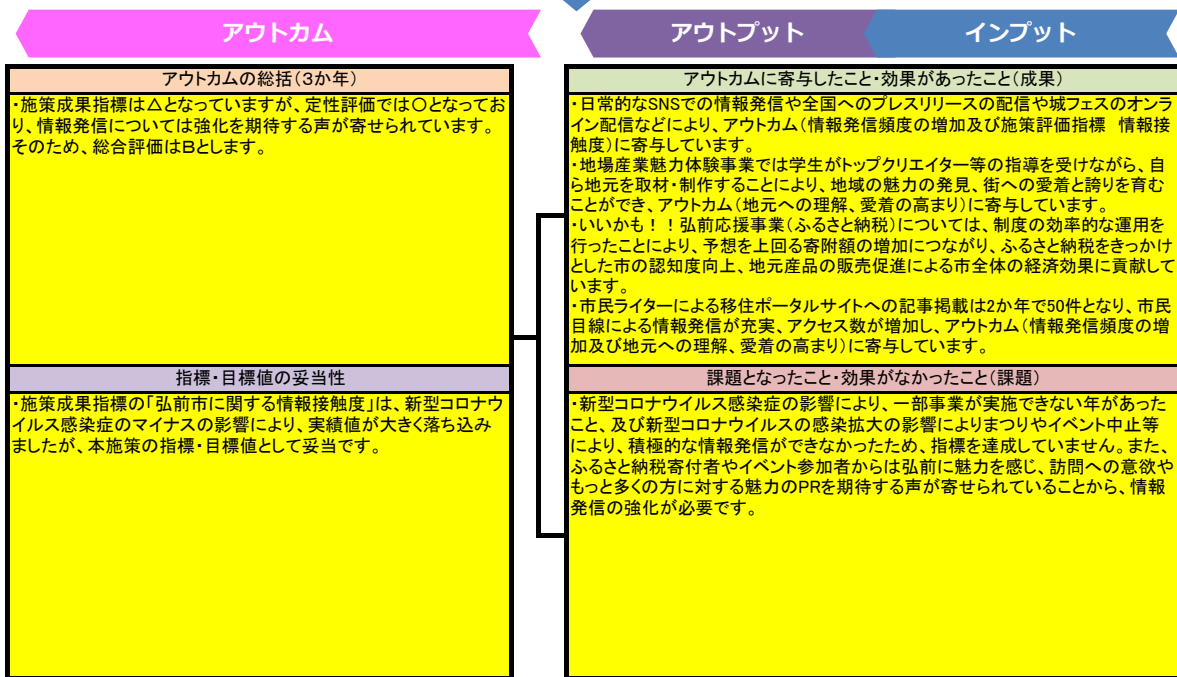 アウトカム
アウトプット
インプット
アウトカムの総括(3か年)
・施策成果指標は△となっていますが、定性評価では○となってお
り、情報発信については強化を期待する声が寄せられています。
そのため、総合評価はBとします。
指標・目標値の妥当性
・施策成果指標の「弘前市に関する情報接触度」は、新型コロナウ
イルス感染症のマイナスの影響により、実績値が大きく落ち込み
ましたが、本施策の指標・目標値として妥当です。
アウトカムに寄与したこと・効果があったこと(成果)
・日常的なSNSでの情報発信や全国へのプレスリリースの配信や城フェスのオンラ
イン配信などにより、アウトカム(情報発信頻度の増加及び施策評価指標　情報接
触度)に寄与しています。
・地場産業魅力体験事業では学生がトップクリエイター等の指導を受けながら、自
ら地元を取材・制作することにより、地域の魅力の発見、街への愛着と誇りを育む
ことができ、アウトカム(地元への理解、愛着の高まり)に寄与しています。
・いいかも！！弘前応援事業(ふるさと納税)については、制度の効率的な運用を
行ったことにより、予想を上回る寄附額の増加につながり、ふるさと納税をきっかけ
とした市の認知度向上、地元産品の販売促進による市全体の経済効果に貢献して
います。
・市民ライターによる移住ポータルサイトへの記事掲載は2か年で50件となり、市民
目線による情報発信が充実、アクセス数が増加し、アウトカム(情報発信頻度の増
加及び地元への理解、愛着の高まり)に寄与しています。
課題となったこと・効果がなかったこと(課題)
・新型コロナウイルス感染症の影響により、一部事業が実施できない年があった
こと、及び新型コロナウイルスの感染拡大の影響によりまつりやイベント中止等
により、積極的な情報発信ができなかったため、指標を達成していません。また、
ふるさと納税寄付者やイベント参加者からは弘前に魅力を感じ、訪問への意欲や
もっと多くの方に対する魅力のPRを期待する声が寄せられていることから、情報
発信の強化が必要です。